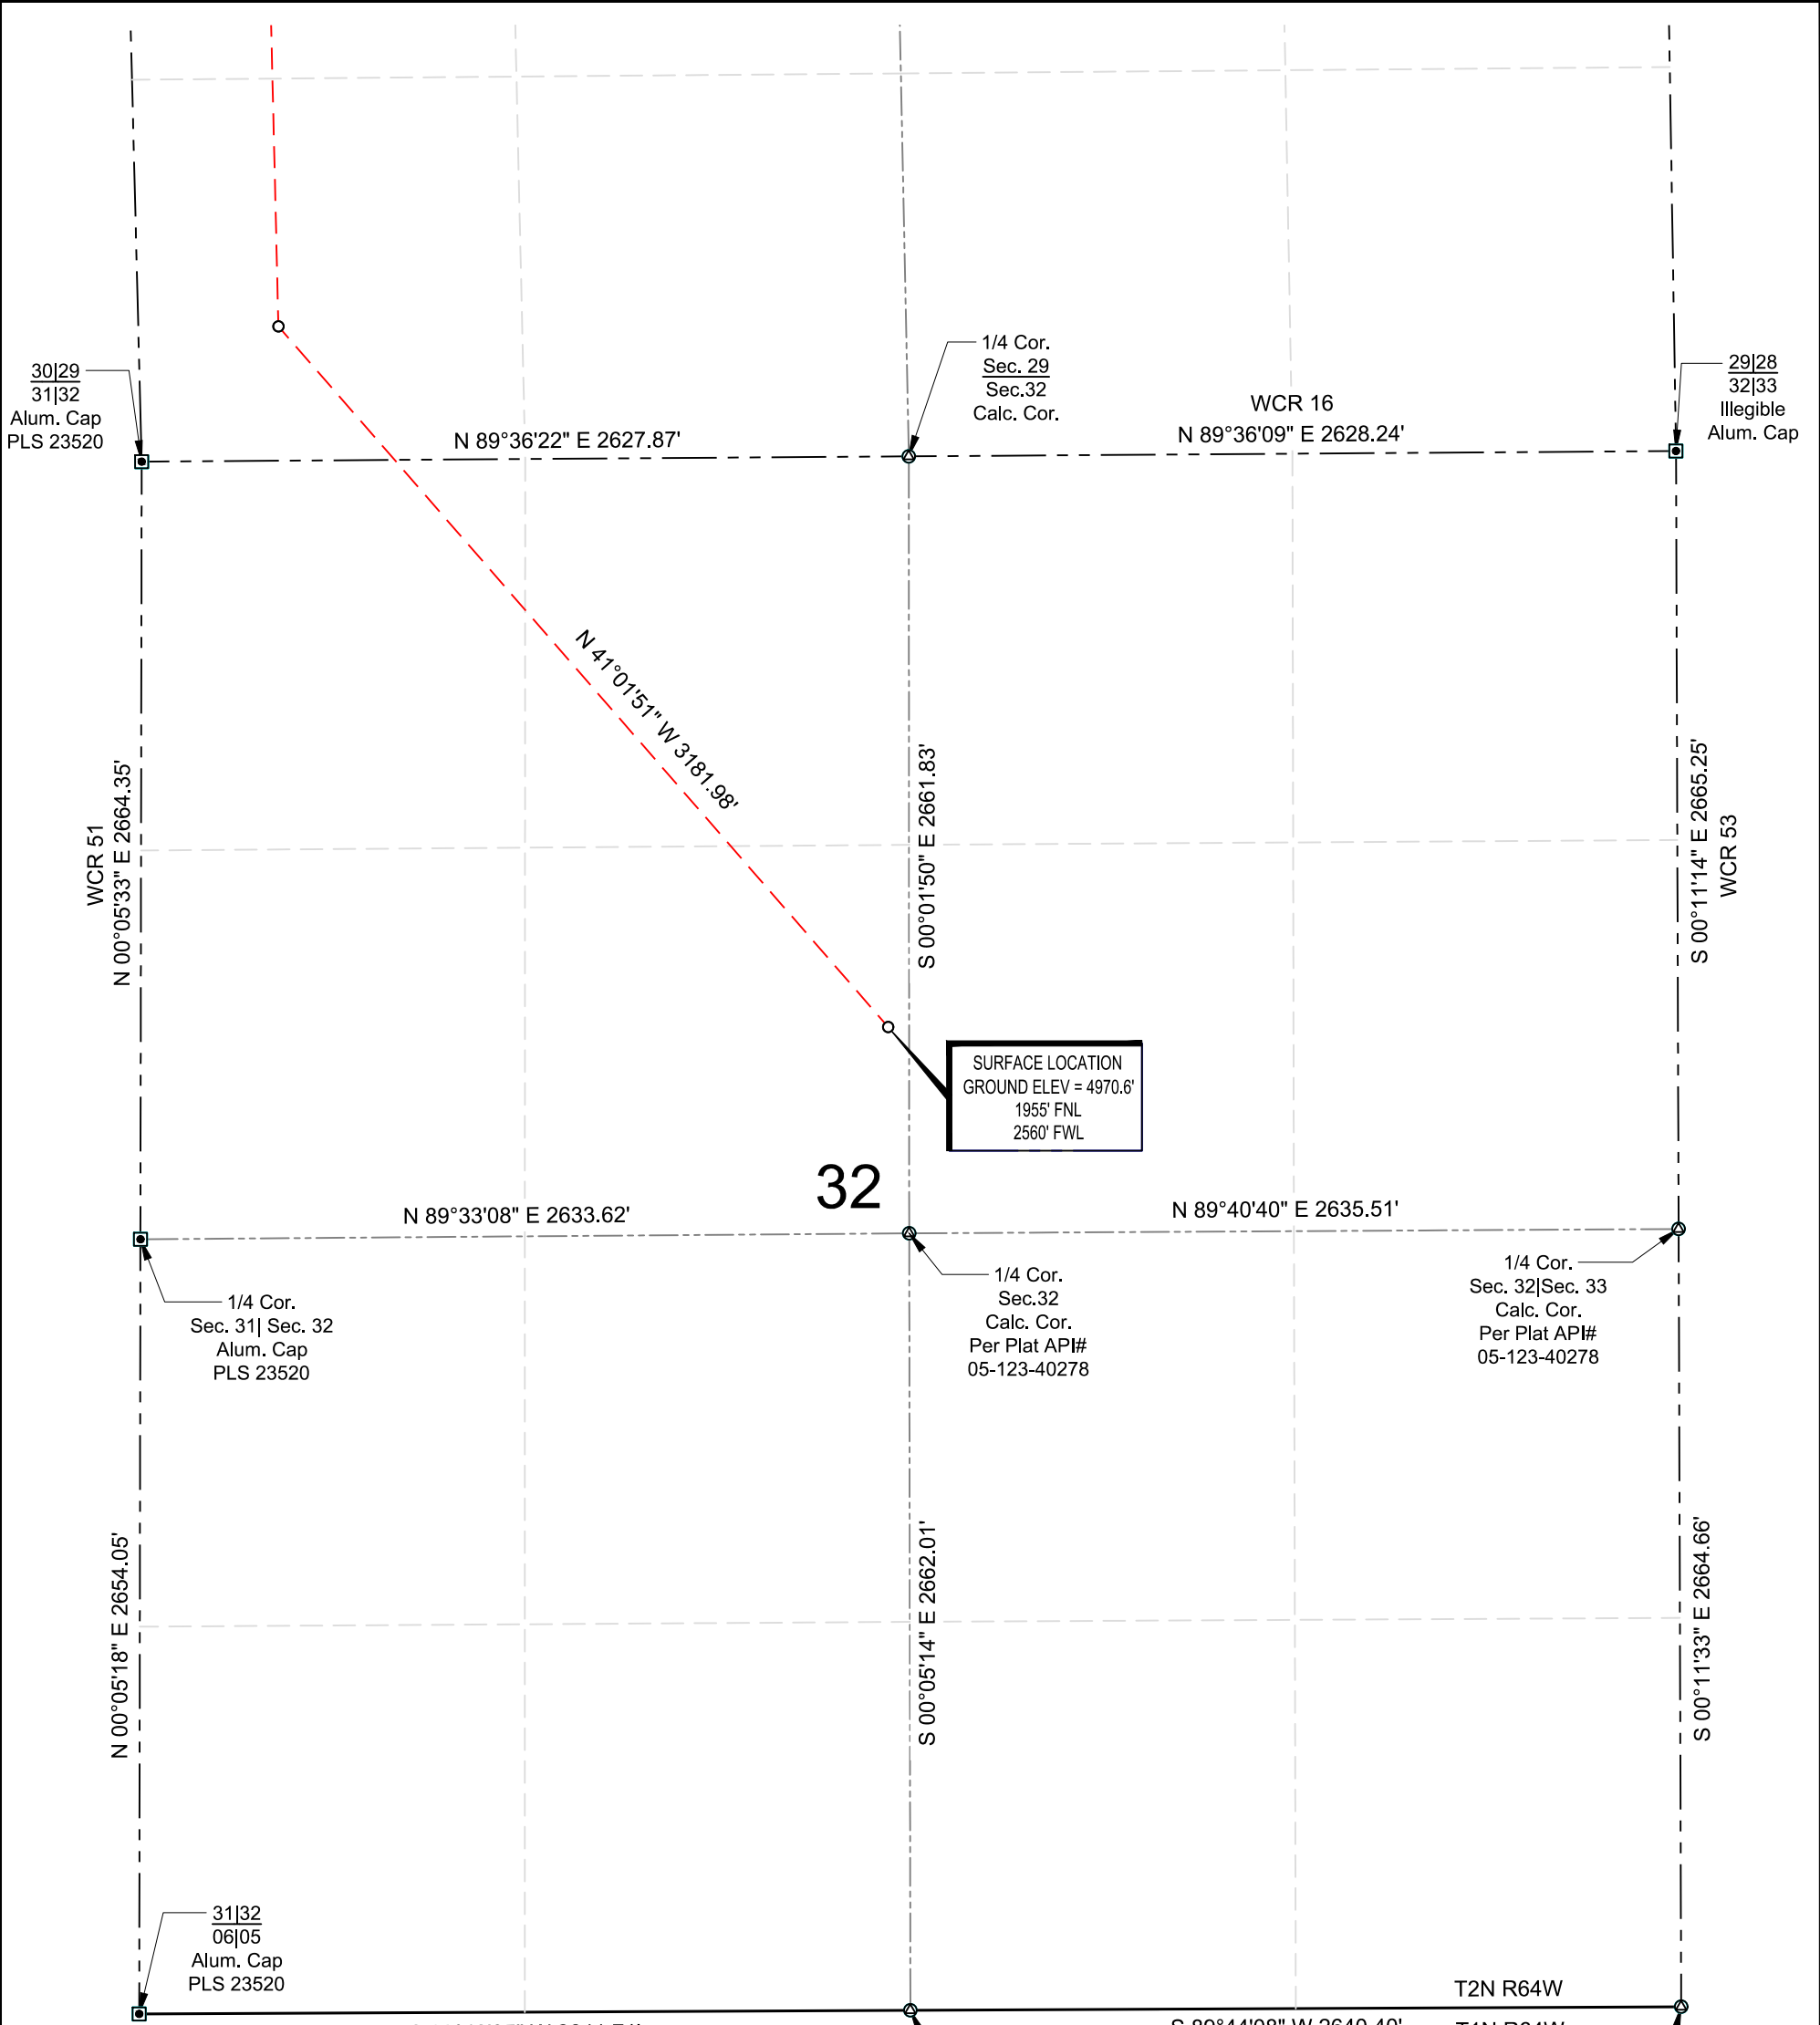 30|29
31|32
Alum. Cap
PLS 23520
1/4 Cor.
Sec. 29
Sec.32
Calc. Cor.
29|28
32|33
Illegible
Alum. Cap
WCR 16
N 89°36'22" E 2627.87'
N 89°36'09" E 2628.24'
N 41°01'51" W 3181.98'
WCR 51
N 00°05'33" E 2664.35'
S 00°01'50" E 2661.83'
S 00°11'14" E 2665.25'
WCR 53
SURFACE LOCATION
GROUND ELEV = 4970.6'
1955' FNL
2560' FWL
32
N 89°33'08" E 2633.62'
N 89°40'40" E 2635.51'
1/4 Cor.
Sec. 31| Sec. 32
Alum. Cap
PLS 23520
1/4 Cor.
Sec.32
Calc. Cor.
Per Plat API#
05-123-40278
1/4 Cor.
Sec. 32|Sec. 33
Calc. Cor.
Per Plat API#
05-123-40278
N 00°05'18" E 2654.05'
S 00°05'14" E 2662.01'
S 00°11'33" E 2664.66'
31|32
06|05
Alum. Cap
PLS 23520
T2N R64W
S 89°44'08" W 2640.40'
T1N R64W